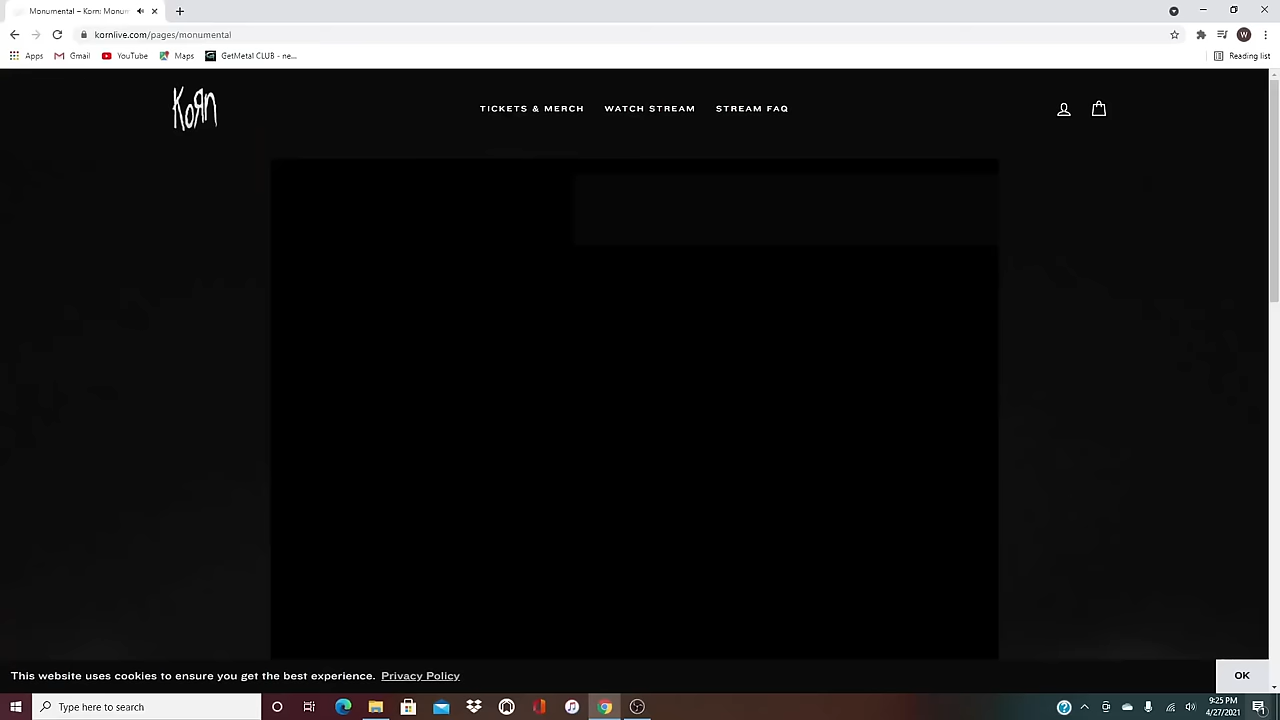 Monumental – Korn: Monum
kornlive.com/pages/monumental
W
Apps
Gmail
YouTube
Maps
GetMetal CLUB - ne...
Reading list
KoЯn
TICKETS & MERCH
WATCH STREAM
STREAM FAQ
This website uses cookies to ensure you get the best experience. Privacy Policy
OK
Type here to search
9:25 PM
4/27/2021
1